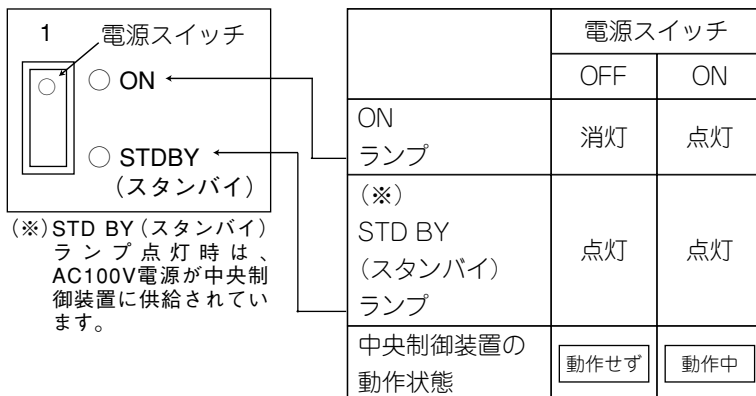 1
電源スイッチ
ON
STDBY
（スタンバイ）
（※）STD BY（スタンバイ）
ランプ点灯時は、
AC100V電源が中央制
御装置に供給されてい
ます。
電源スイッチ
OFF ON
ON
ランプ
消灯 点灯
（※）
STD BY
（スタンバイ）
ランプ
点灯 点灯
中央制御装置の
動作状態
動作せず 動作中